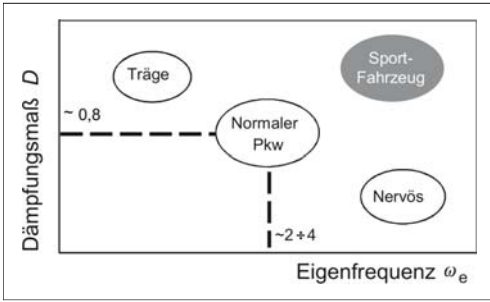 Dämpfungsmaß D
Träge
Sport-
Fahrzeug
~ 0,8
Normaler
Pkw
Nervös
~2÷4
Eigenfrequenz ωe